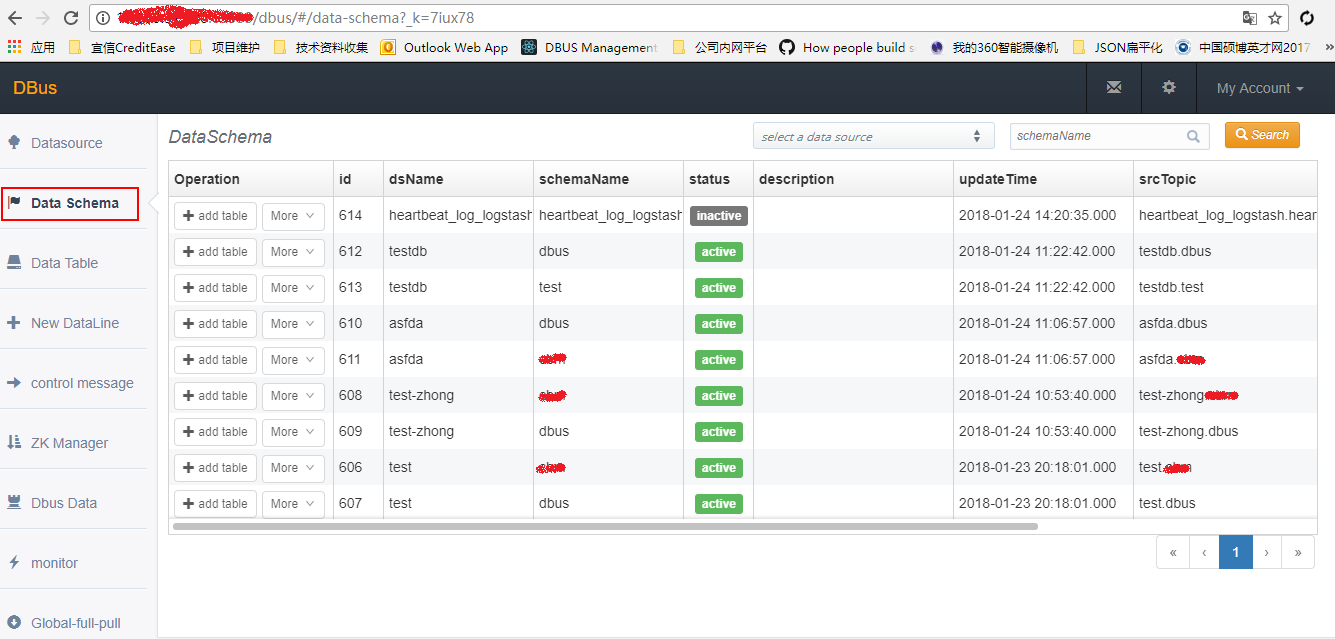 /dbus/#/data-schema?_k=7iux78
应用 宜信CreditEase 项目维护 技术资料收集 Outlook Web App DBUS Management 公司内网平台 How people build s 我的360智能摄像机 JSON扁平化 中国硕博英才网2017 »
DBus My Account
Datasource
Data Schema
Data Table
New DataLine
control message
ZK Manager
Dbus Data
monitor
Global-full-pull
DataSchema select a data source schemaName Search
Operation id dsName schemaName status description updateTime srcTopic
add table More 614 heartbeat_log_logstash heartbeat_log_logstash inactive 2018-01-24 14:20:35.000 heartbeat_log_logstash.hear
add table More 612 testdb dbus active 2018-01-24 11:22:42.000 testdb.dbus
add table More 613 testdb test active 2018-01-24 11:22:42.000 testdb.test
add table More 610 asfda dbus active 2018-01-24 11:06:57.000 asfda.dbus
add table More 611 asfda active 2018-01-24 11:06:57.000 asfda.
add table More 608 test-zhong active 2018-01-24 10:53:40.000 test-zhong
add table More 609 test-zhong dbus active 2018-01-24 10:53:40.000 test-zhong.dbus
add table More 606 test active 2018-01-23 20:18:01.000 test.
add table More 607 test dbus active 2018-01-23 20:18:01.000 test.dbus
« ‹ 1 › »